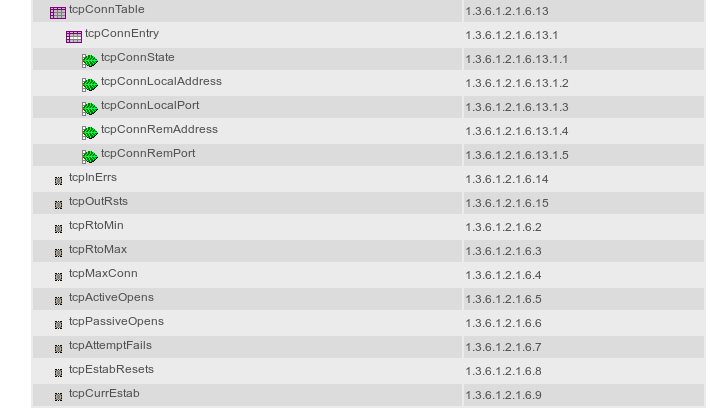 tcpConnTable 1.3.6.1.2.1.6.13
tcpConnEntry 1.3.6.1.2.1.6.13.1
tcpConnState 1.3.6.1.2.1.6.13.1.1
tcpConnLocalAddress 1.3.6.1.2.1.6.13.1.2
tcpConnLocalPort 1.3.6.1.2.1.6.13.1.3
tcpConnRemAddress 1.3.6.1.2.1.6.13.1.4
tcpConnRemPort 1.3.6.1.2.1.6.13.1.5
tcpInErrs 1.3.6.1.2.1.6.14
tcpOutRsts 1.3.6.1.2.1.6.15
tcpRtoMin 1.3.6.1.2.1.6.2
tcpRtoMax 1.3.6.1.2.1.6.3
tcpMaxConn 1.3.6.1.2.1.6.4
tcpActiveOpens 1.3.6.1.2.1.6.5
tcpPassiveOpens 1.3.6.1.2.1.6.6
tcpAttemptFails 1.3.6.1.2.1.6.7
tcpEstabResets 1.3.6.1.2.1.6.8
tcpCurrEstab 1.3.6.1.2.1.6.9